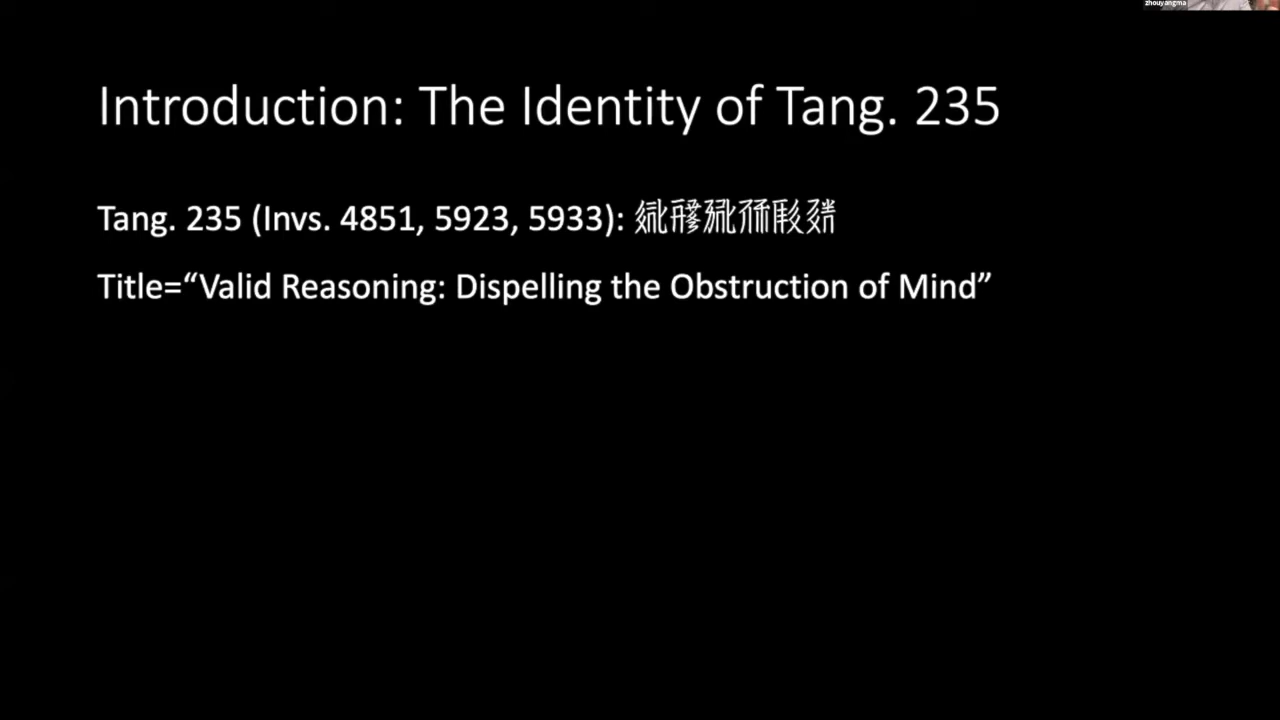 zhouyangma
Introduction: The Identity of Tang. 235
Tang. 235 (Invs. 4851, 5923, 5933):
Title=“Valid Reasoning: Dispelling the Obstruction of Mind”